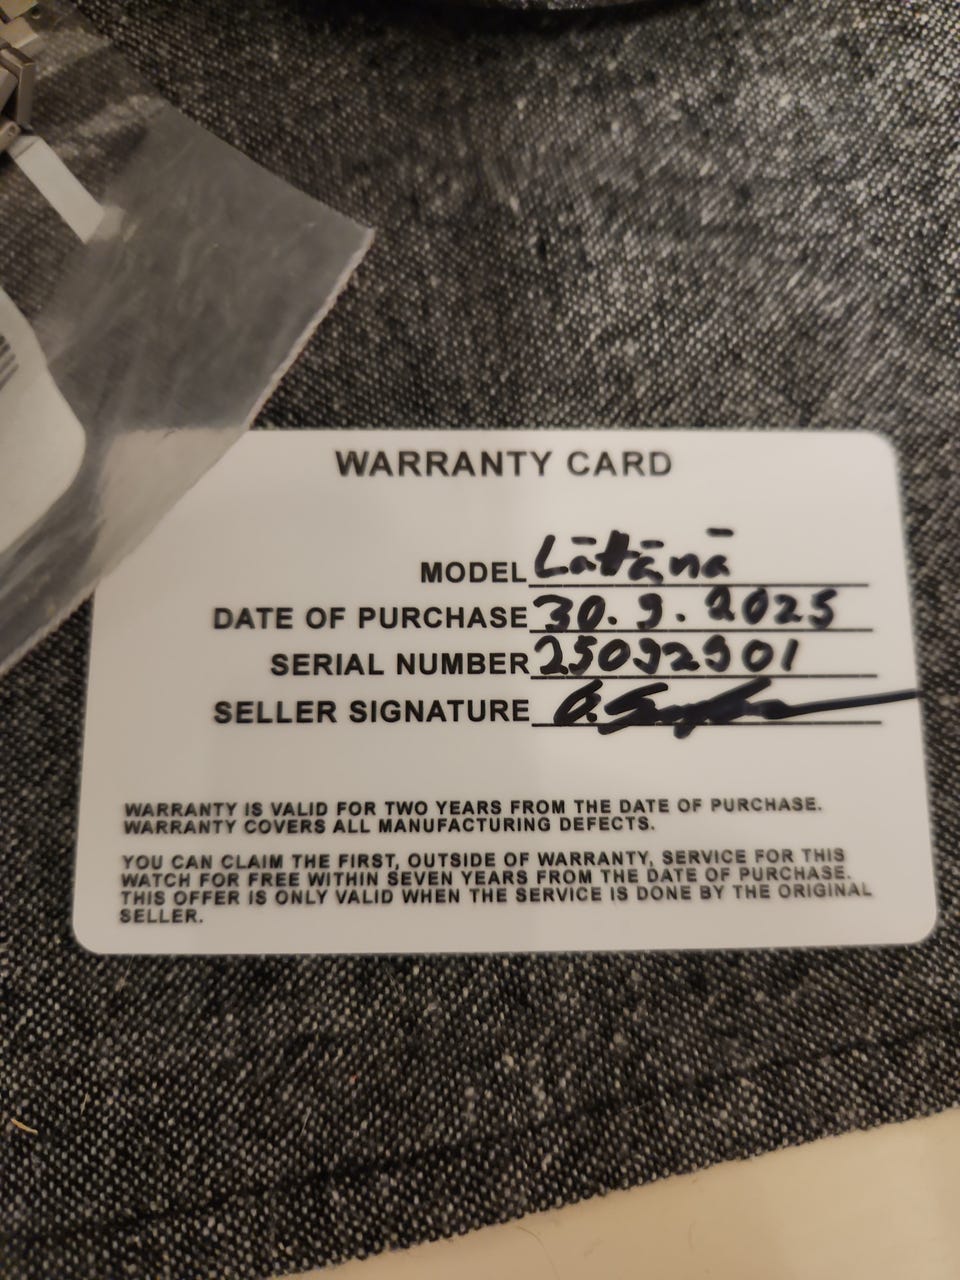 WARRANTY CARD
MODEL Lätänä
DATE OF PURCHASE 30.9.2025
SERIAL NUMBER 25092901
SELLER SIGNATURE
WARRANTY IS VALID FOR TWO YEARS FROM THE DATE OF PURCHASE.
WARRANTY COVERS ALL MANUFACTURING DEFECTS.
YOU CAN CLAIM THE FIRST, OUTSIDE OF WARRANTY, SERVICE FOR THIS
WATCH FOR FREE WITHIN SEVEN YEARS FROM THE DATE OF PURCHASE.
THIS OFFER IS ONLY VALID WHEN THE SERVICE IS DONE BY THE ORIGINAL
SELLER.